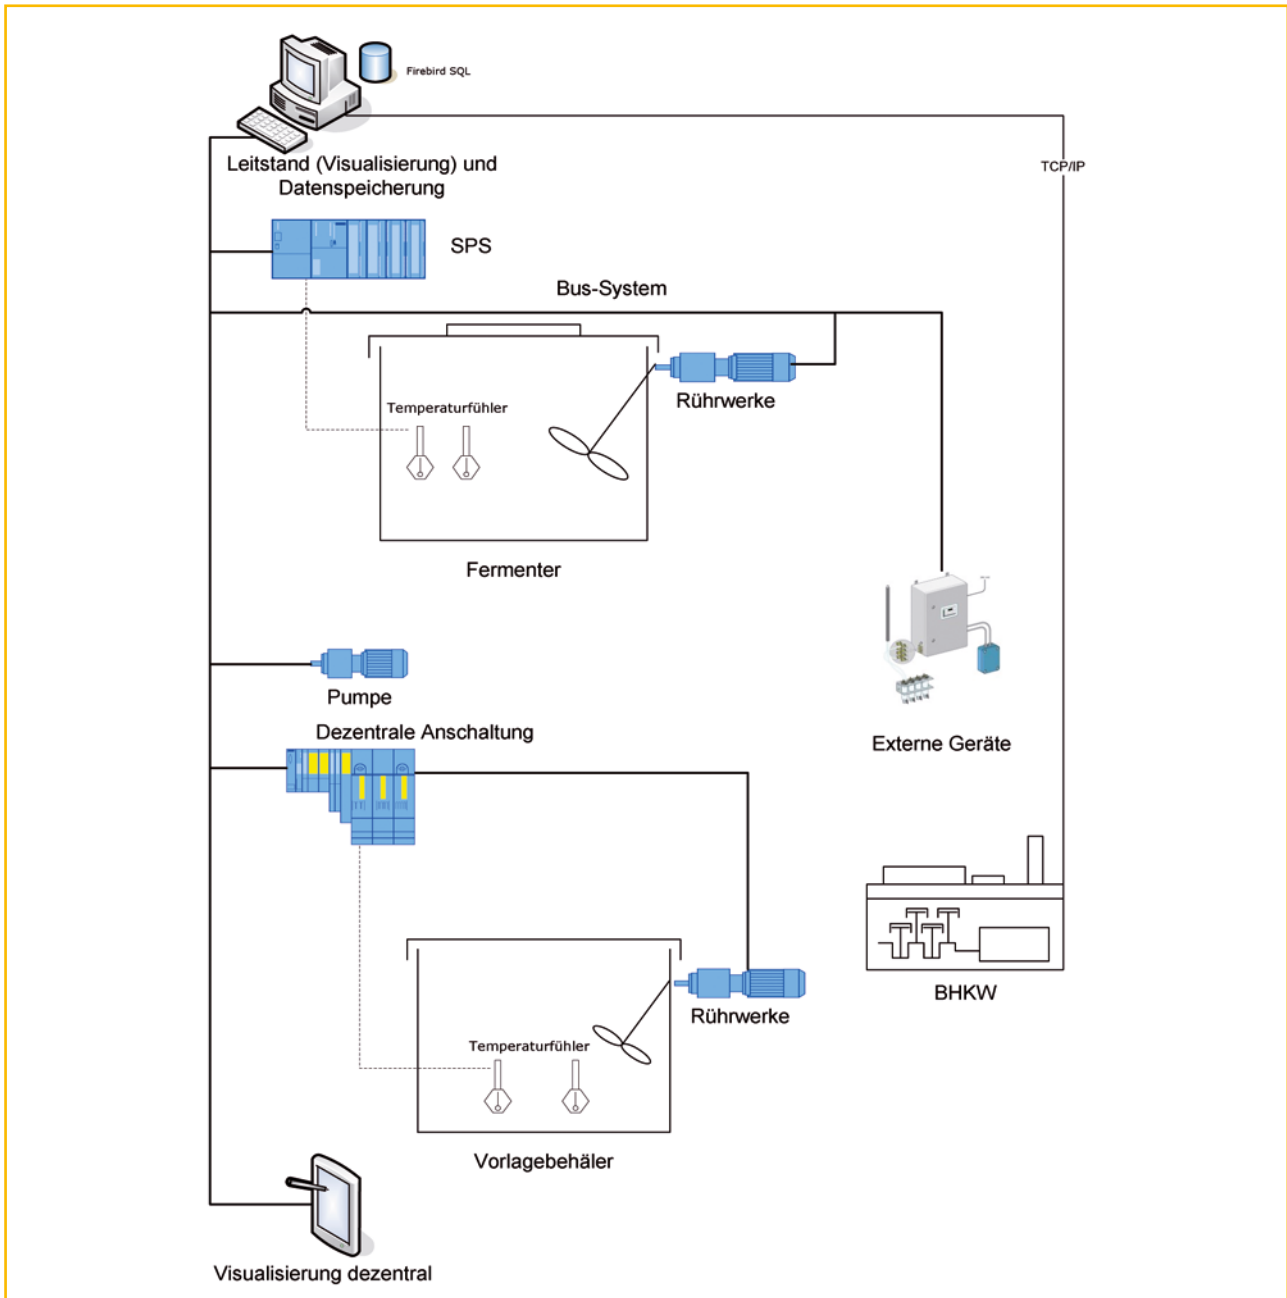 Firebird SQL
Leitstand (Visualisierung) und
Datenspeicherung
TCP/IP
SPS
Bus-System
Rührwerke
Temperaturfühler
Fermenter
Pumpe
Dezentrale Anschaltung
Externe Geräte
BHKW
Rührwerke
Temperaturfühler
Vorlagebehäler
Visualisierung dezentral